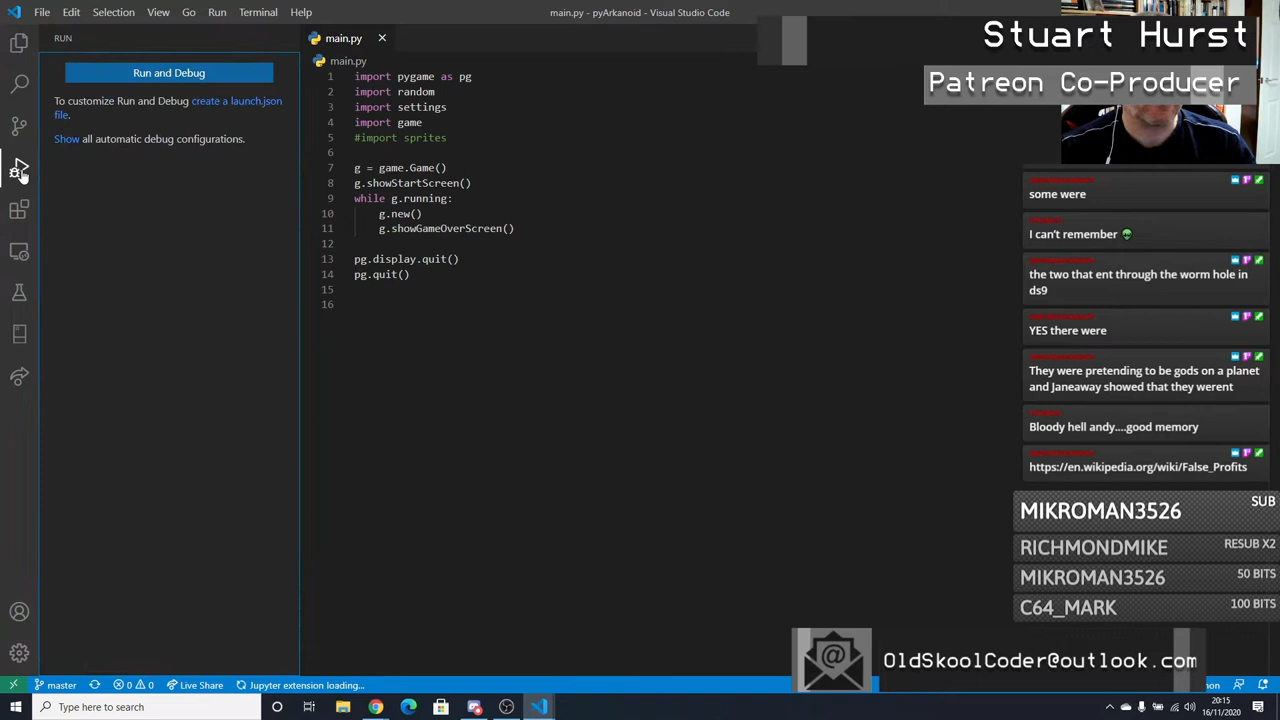 File Edit Selection View Go Run Terminal Help
main.py - pyArkanoid - Visual Studio Code
Stuart Hurst
Patreon Co-Producer
RUN
Run and Debug
To customize Run and Debug create a launch.json
file.
Show all automatic debug configurations.
main.py
main.py
1 import pygame as pg
2 import random
3 import settings
4 import game
5 #import sprites
6
7 g = game.Game()
8 g.showStartScreen()
9 while g.running:
10 g.new()
11 g.showGameOverScreen()
12
13 pg.display.quit()
14 pg.quit()
15
16
some were
I can't remember
the two that ent through the worm hole in
ds9
YES there were
They were pretending to be gods on a planet
and Janeaway showed that they werent
Bloody hell andy....good memory
https://en.wikipedia.org/wiki/False_Profits
MIKROMAN3526 SUB
RICHMONDMIKE RESUB X2
MIKROMAN3526 50 BITS
C64_MARK 100 BITS
OldSkoolCoder@outlook.com
master 0 0 Live Share Jupyter extension loading...
Type here to search
20:15
16/11/2020